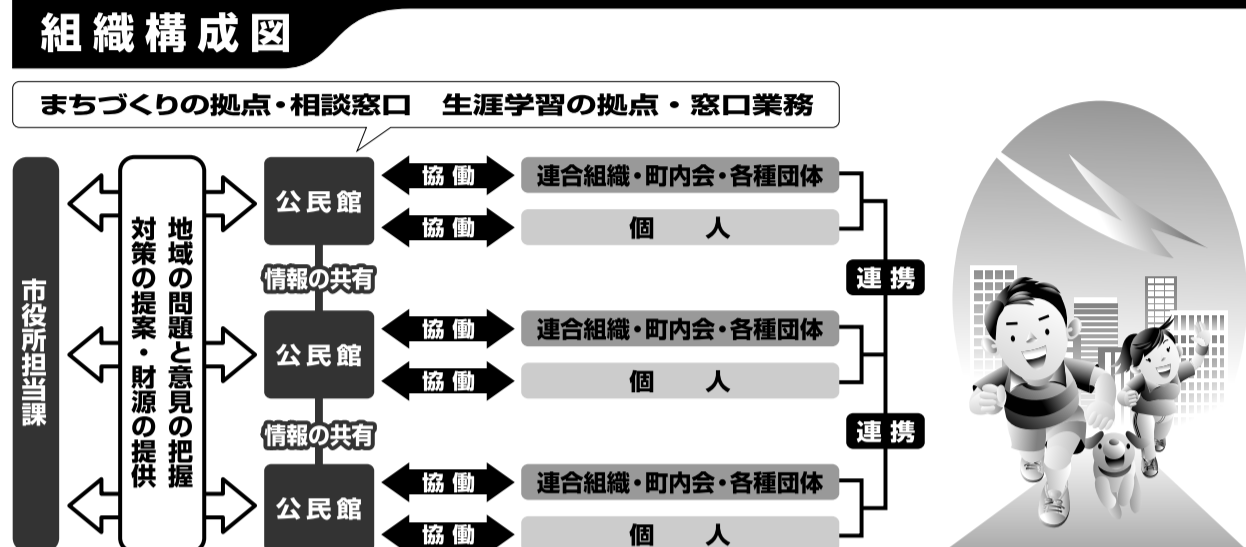 組織構成図
まちづくりの拠点・相談窓口　生涯学習の拠点・窓口業務
市役所担当課
地域の問題と意見の把握
対策の提案・財源の提供
公民館
協働
連合組織・町内会・各種団体
協働
個人
情報の共有
連携
公民館
協働
連合組織・町内会・各種団体
協働
個人
情報の共有
連携
公民館
協働
連合組織・町内会・各種団体
協働
個人